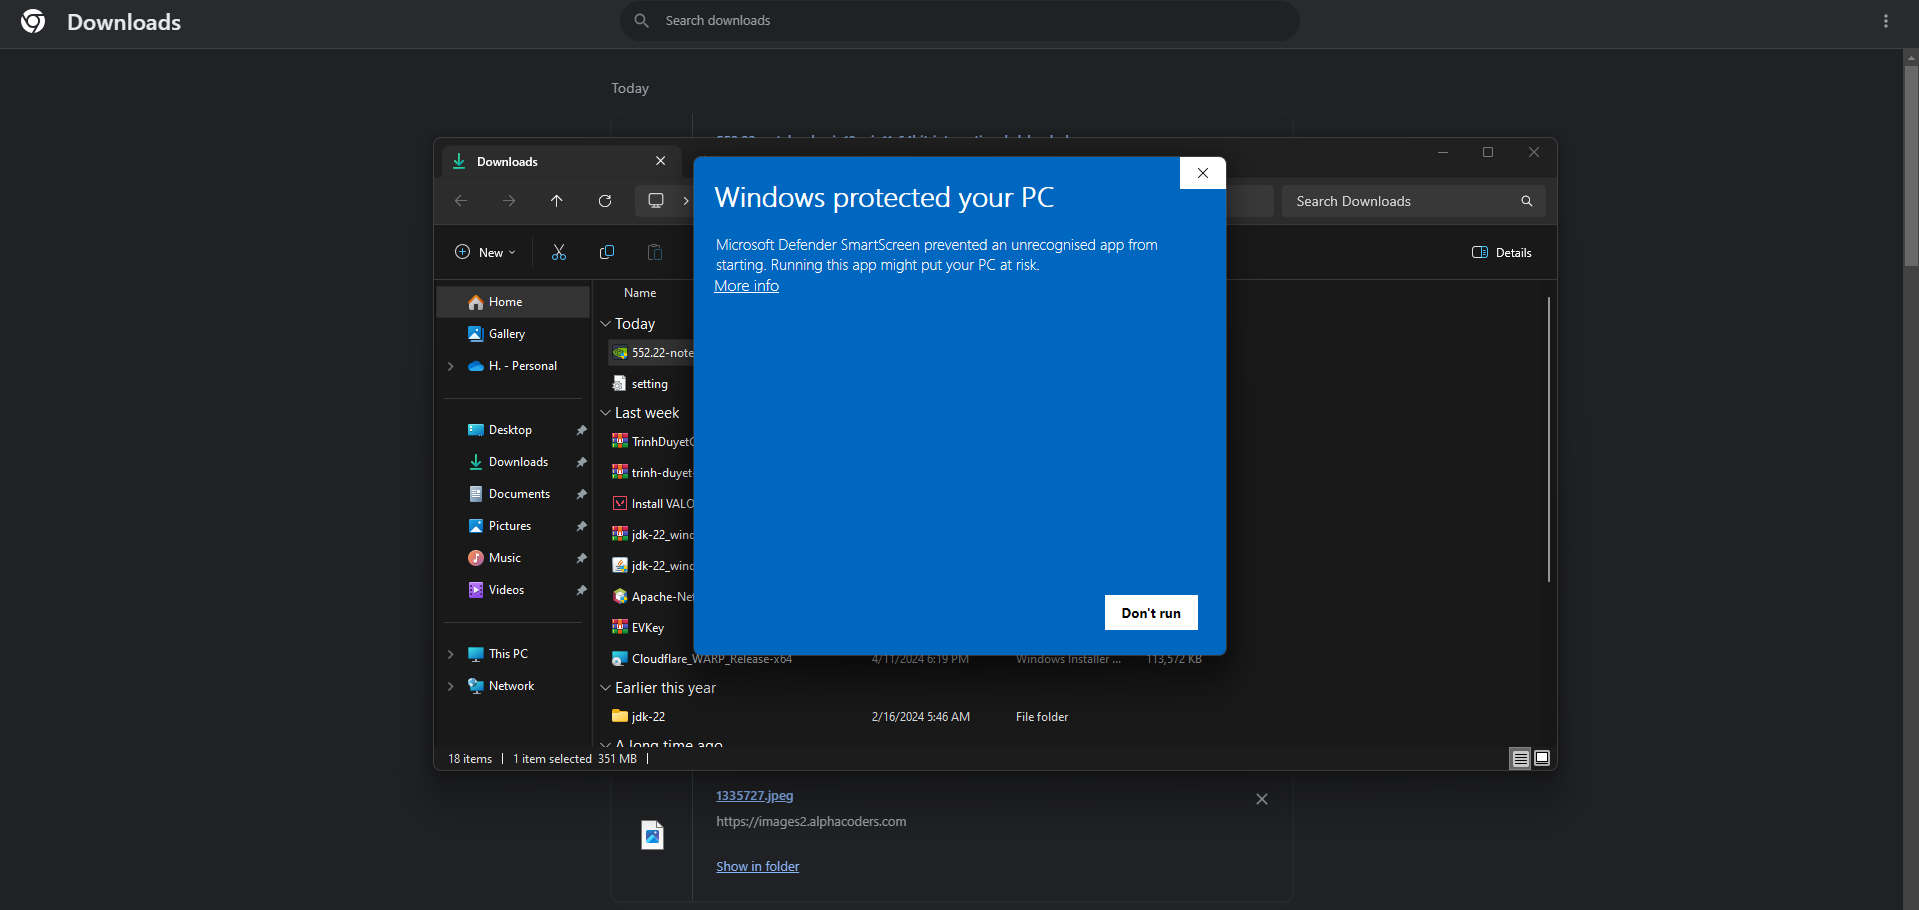 Downloads
Search downloads
Today
Downloads
Search Downloads
New
Details
Windows protected your PC
Microsoft Defender SmartScreen prevented an unrecognised app from
starting. Running this app might put your PC at risk.
More info
Don't run
Home
Gallery
H. - Personal
Desktop
Downloads
Documents
Pictures
Music
Videos
This PC
Network
Name
Today
552.22-note
setting
Last week
TrinhDuyetC
trinh-duyet-
Install VALO
jdk-22_wind
jdk-22_wind
Apache-Net
EVKey
Cloudflare_WARP_Release-x64 4/11/2024 6:19 PM Windows Installer ... 113,572 KB
Earlier this year
jdk-22 2/16/2024 5:46 AM File folder
A long time ago
18 items 1 item selected 351 MB
1335727.jpeg
https://images2.alphacoders.com
Show in folder